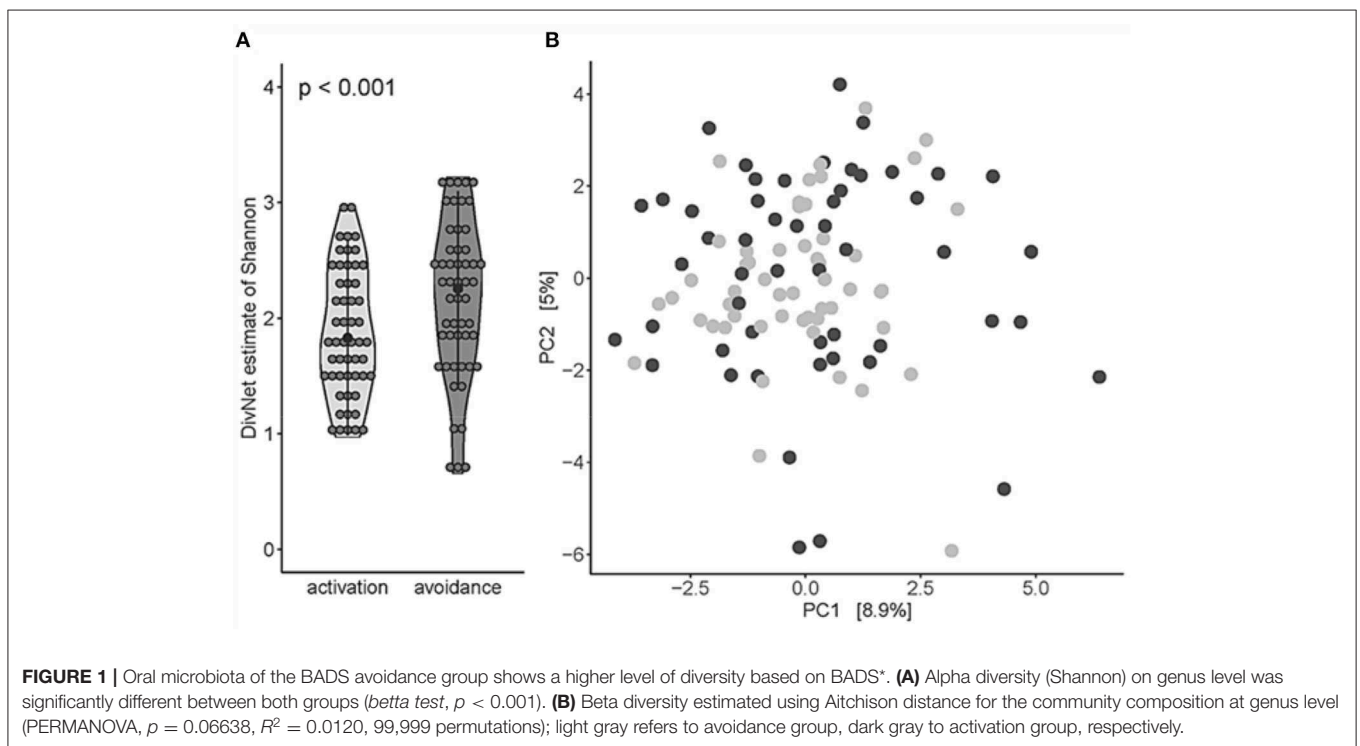 A
B
p < 0.001
DivNet estimate of Shannon
4
3
2
1
0
activation
avoidance
PC2 [5%]
4
2
0
−2
−4
−6
−2.5
0.0
2.5
5.0
PC1 [8.9%]
FIGURE 1 | Oral microbiota of the BADS avoidance group shows a higher level of diversity based on BADS*. (A) Alpha diversity (Shannon) on genus level was
significantly different between both groups (betta test, p < 0.001). (B) Beta diversity estimated using Aitchison distance for the community composition at genus level
(PERMANOVA, p = 0.06638, R² = 0.0120, 99,999 permutations); light gray refers to avoidance group, dark gray to activation group, respectively.